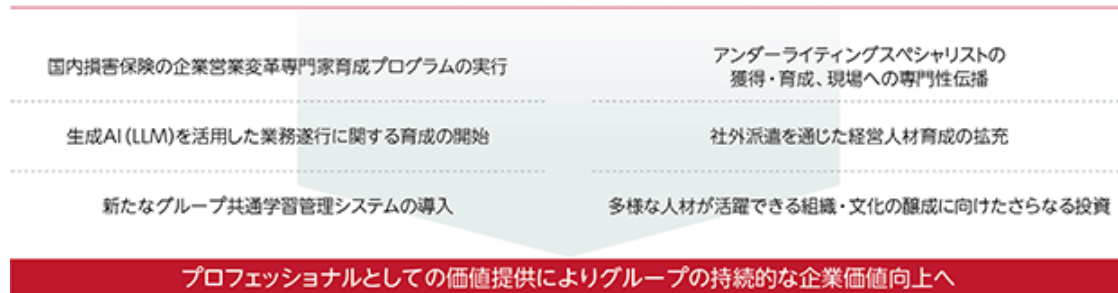 国内損害保険の企業営業変革専門家育成プログラムの実行
アンダーライティングスペシャリストの
獲得・育成、現場への専門性伝播
生成AI(LLM)を活用した業務遂行に関する育成の開始
社外派遣を通じた経営人材育成の拡充
新たなグループ共通学習管理システムの導入
多様な人材が活躍できる組織・文化の醸成に向けたさらなる投資
プロフェッショナルとしての価値提供によりグループの持続的な企業価値向上へ